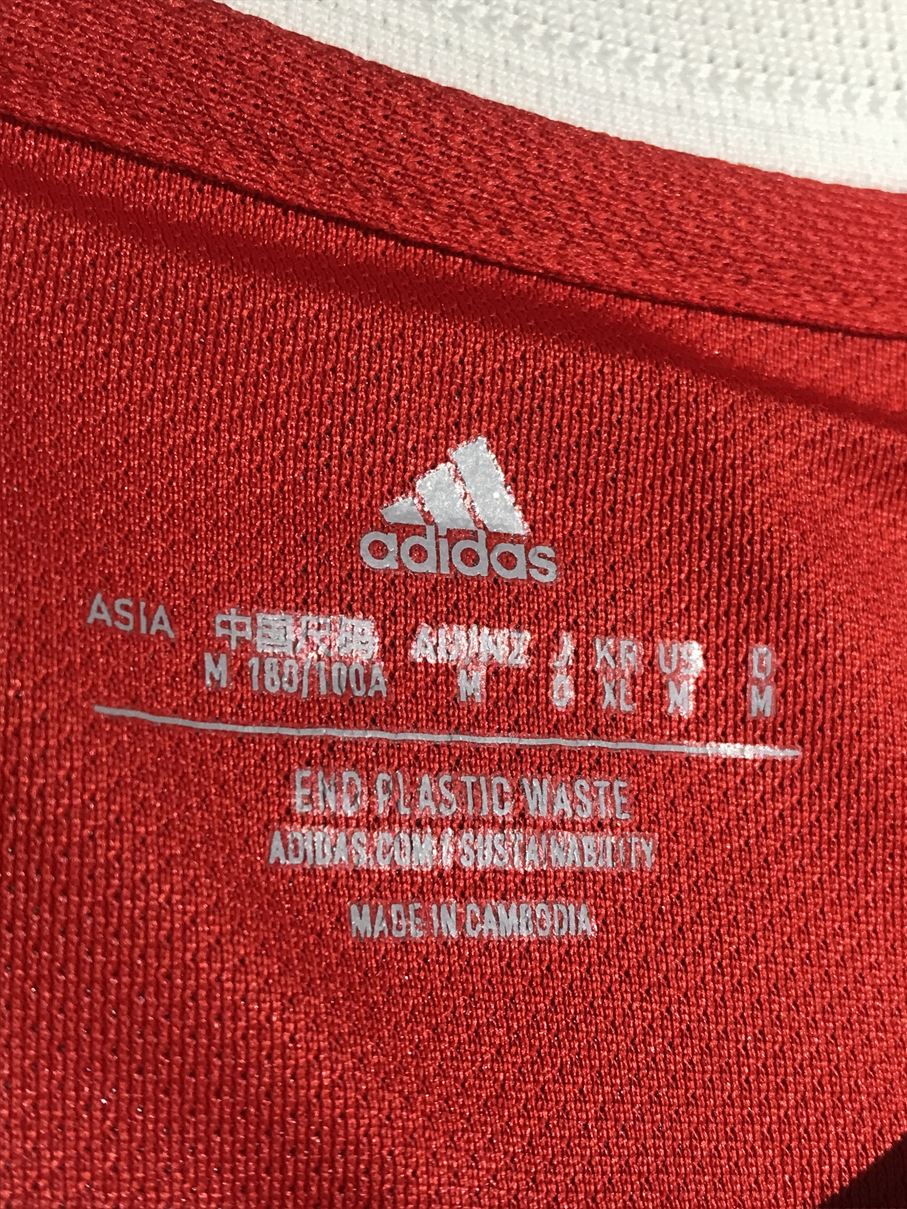 adidas
ASIA 中国尺码 AU/NZ J KR US D
M 180/100A M O XL M M
END PLASTIC WASTE
ADIDAS.COM/SUSTAINABILITY
MADE IN CAMBODIA